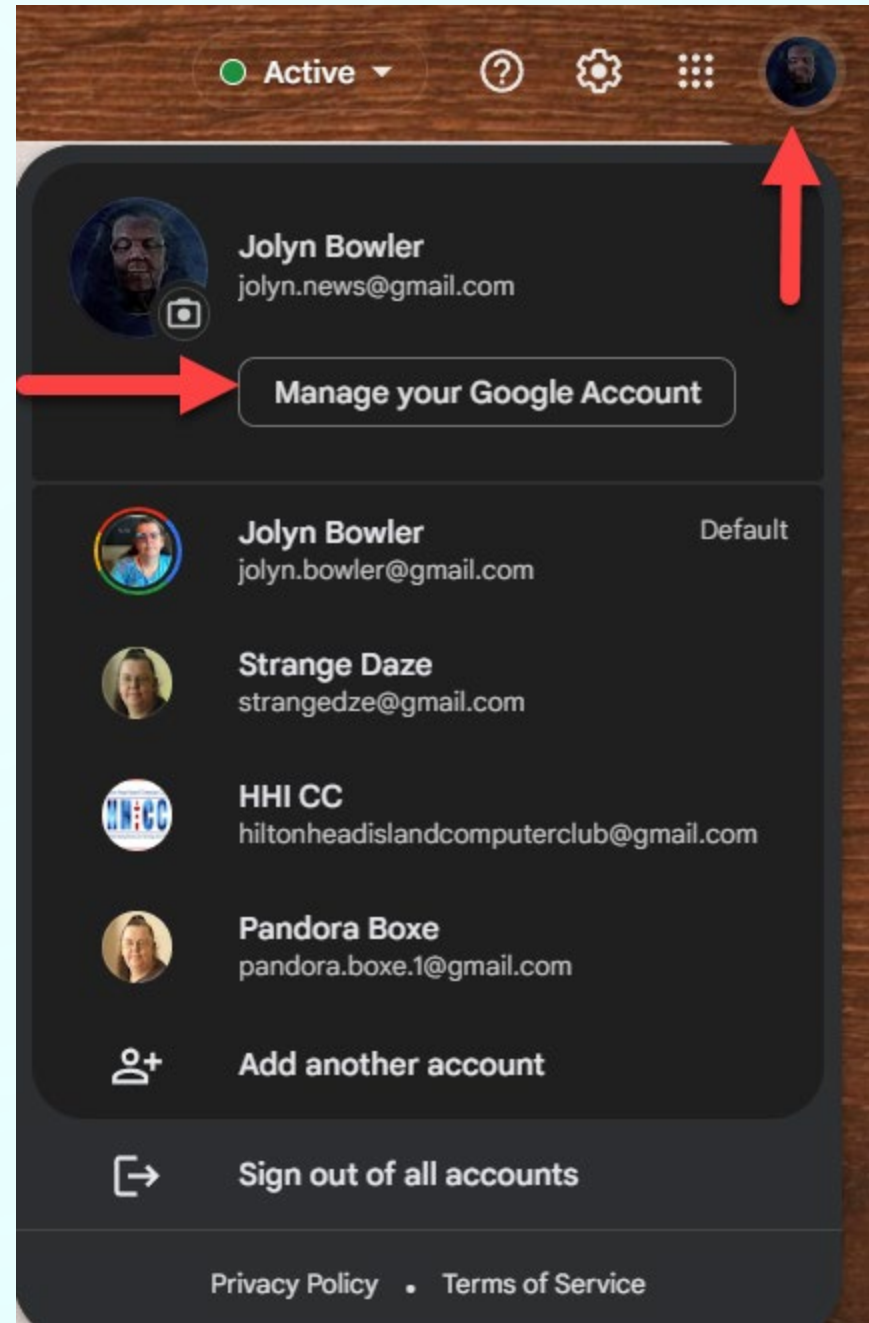 Active
Jolyn Bowler
jolyn.news@gmail.com
Manage your Google Account
Jolyn Bowler
Default
jolyn.bowler@gmail.com
Strange Daze
strangedze@gmail.com
HHI CC
hiltonheadislandcomputerclub@gmail.com
Pandora Boxe
pandora.boxe.1@gmail.com
Add another account
Sign out of all accounts
Privacy Policy • Terms of Service